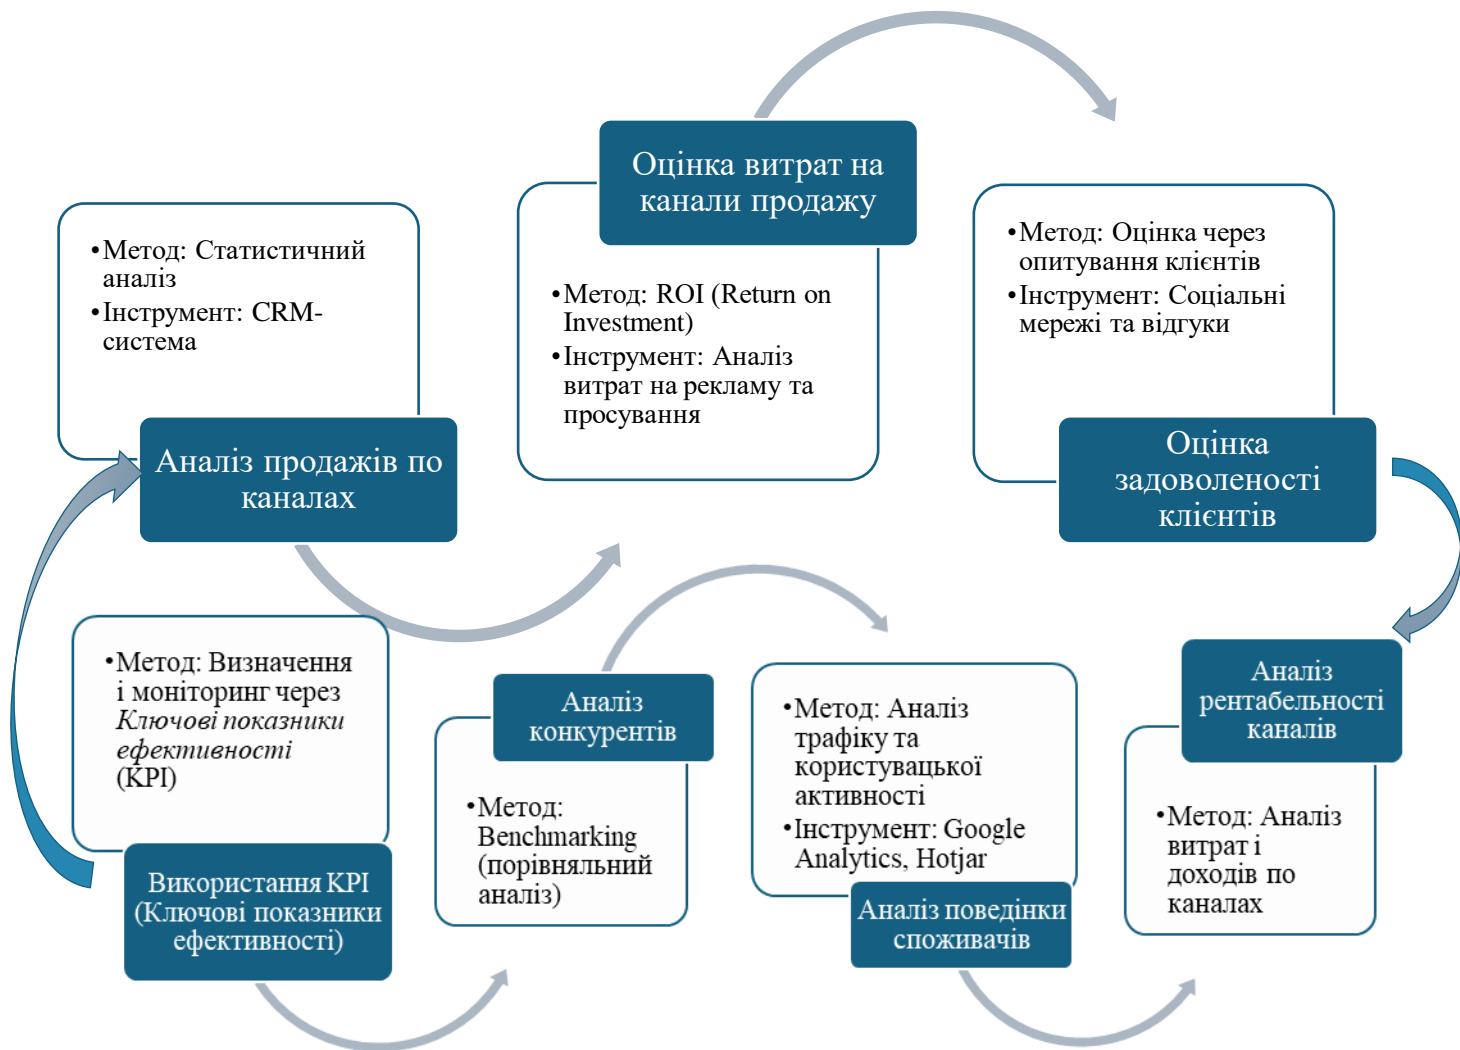 •Метод: Статистичний
аналіз
•Інструмент: CRM-
система
Аналіз продажів по
каналах
Оцінка витрат на
канали продажу
•Метод: ROI (Return on
Investment)
•Інструмент: Аналіз
витрат на рекламу та
просування
•Метод: Оцінка через
опитування клієнтів
•Інструмент: Соціальні
мережі та відгуки
Оцінка
задоволеності
клієнтів
•Метод: Визначення
і моніторинг через
Ключові показники
ефективності
(KPI)
Використання KPI
(Ключові показники
ефективності)
Аналіз
конкурентів
•Метод:
Benchmarking
(порівняльний
аналіз)
•Метод: Аналіз
трафіку та
користувацької
активності
•Інструмент: Google
Analytics, Hotjar
Аналіз поведінки
споживачів
Аналіз
рентабельності
каналів
•Метод: Аналіз
витрат і
доходів по
каналах